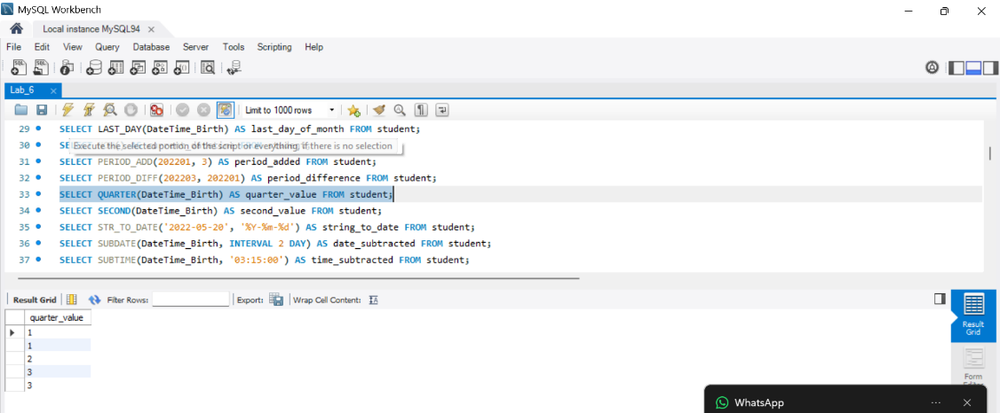 MySQL Workbench
Local instance MySQL94
File Edit View Query Database Server Tools Scripting Help
Lab_6
Limit to 1000 rows
29 SELECT LAST_DAY(DateTime_Birth) AS last_day_of_month FROM student;
30 SE
Execute the selected portion of the script or everything, if there is no selection
31 SELECT PERIOD_ADD(202201, 3) AS period_added FROM student;
32 SELECT PERIOD_DIFF(202203, 202201) AS period_difference FROM student;
33 SELECT QUARTER(DateTime_Birth) AS quarter_value FROM student;
34 SELECT SECOND(DateTime_Birth) AS second_value FROM student;
35 SELECT STR_TO_DATE('2022-05-20', '%Y-%m-%d') AS string_to_date FROM student;
36 SELECT SUBDATE(DateTime_Birth, INTERVAL 2 DAY) AS date_subtracted FROM student;
37 SELECT SUBTIME(DateTime_Birth, '03:15:00') AS time_subtracted FROM student;
Result Grid Filter Rows: Export: Wrap Cell Content:
quarter_value
1
1
2
3
3
Result
Grid
Form
Editor
WhatsApp